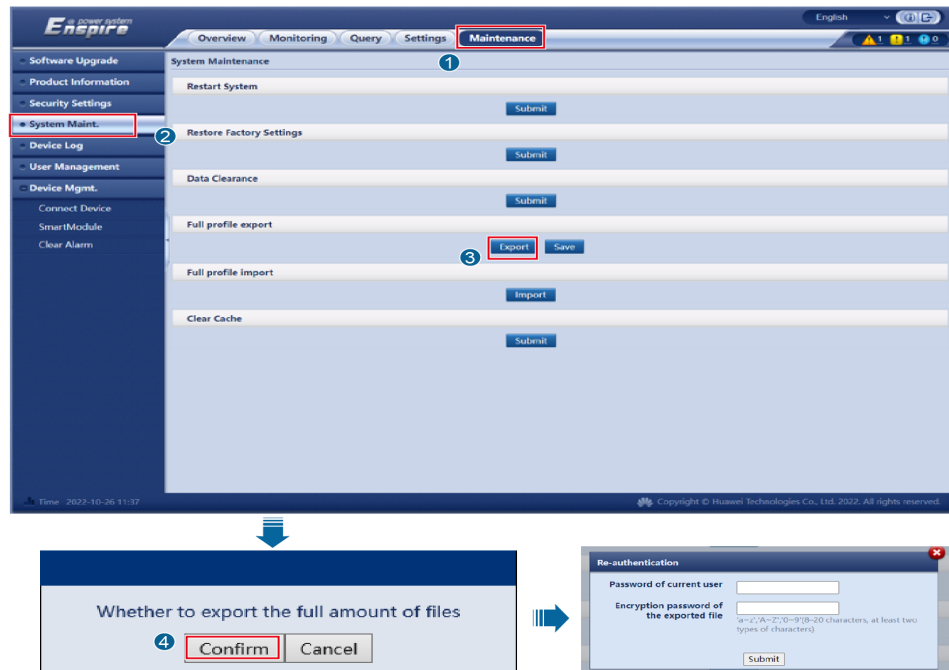 English
a power system
Enspire
Overview Monitoring Query Settings Maintenance
1 1 0
1
Software Upgrade
System Maintenance
Product Information
Restart System
Security Settings
Submit
System Maint.
2
Restore Factory Settings
Device Log
Submit
User Management
Data Clearance
Device Mgmt.
Submit
Connect Device
Full profile export
SmartModule
Clear Alarm
3
Export Save
Full profile import
Import
Clear Cache
Submit
Time 2022-10-26 11:37
Copyright © Huawei Technologies Co., Ltd. 2022. All rights reserved.
Whether to export the full amount of files
4
Confirm Cancel
Re-authentication
Password of current user
Encryption password of
the exported file
'a~z','A~Z','0~9'(8-20 characters, at least two
types of characters)
Submit